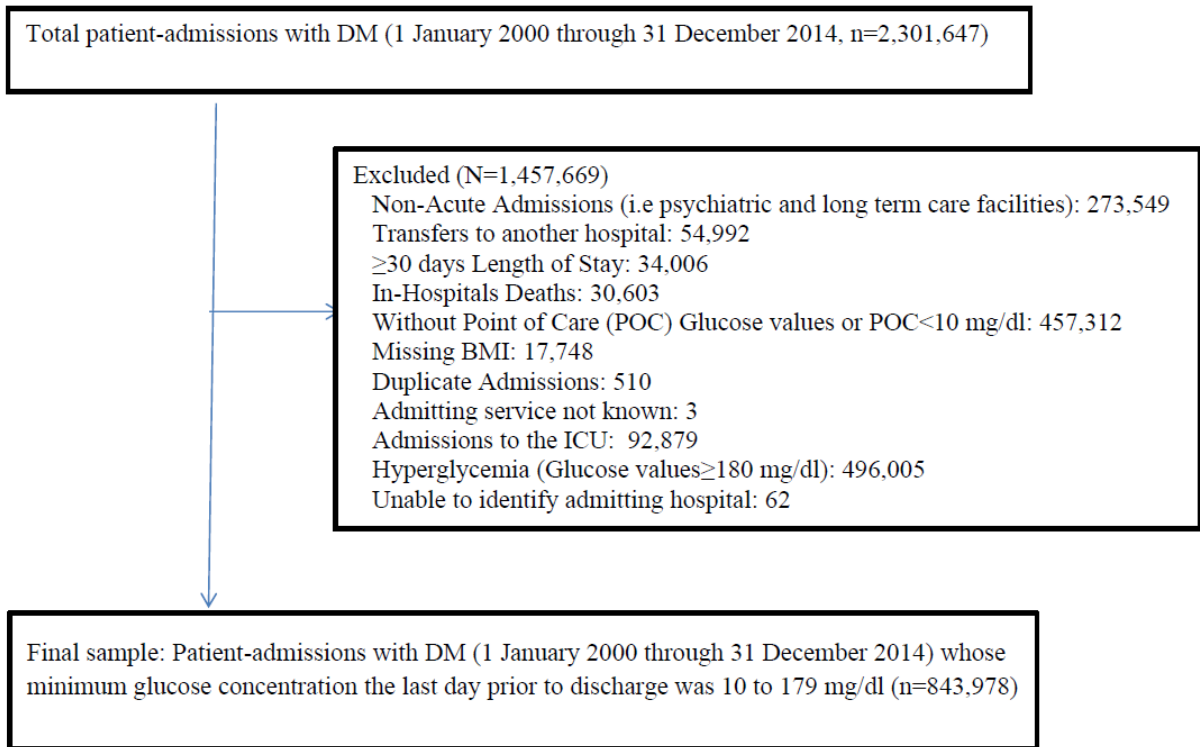 Total patient-admissions with DM (1 January 2000 through 31 December 2014, n=2,301,647)
Excluded (N=1,457,669)
Non-Acute Admissions (i.e psychiatric and long term care facilities): 273,549
Transfers to another hospital: 54,992
≥30 days Length of Stay: 34,006
In-Hospitals Deaths: 30,603
Without Point of Care (POC) Glucose values or POC<10 mg/dl: 457,312
Missing BMI: 17,748
Duplicate Admissions: 510
Admitting service not known: 3
Admissions to the ICU: 92,879
Hyperglycemia (Glucose values≥180 mg/dl): 496,005
Unable to identify admitting hospital: 62
Final sample: Patient-admissions with DM (1 January 2000 through 31 December 2014) whose
minimum glucose concentration the last day prior to discharge was 10 to 179 mg/dl (n=843,978)